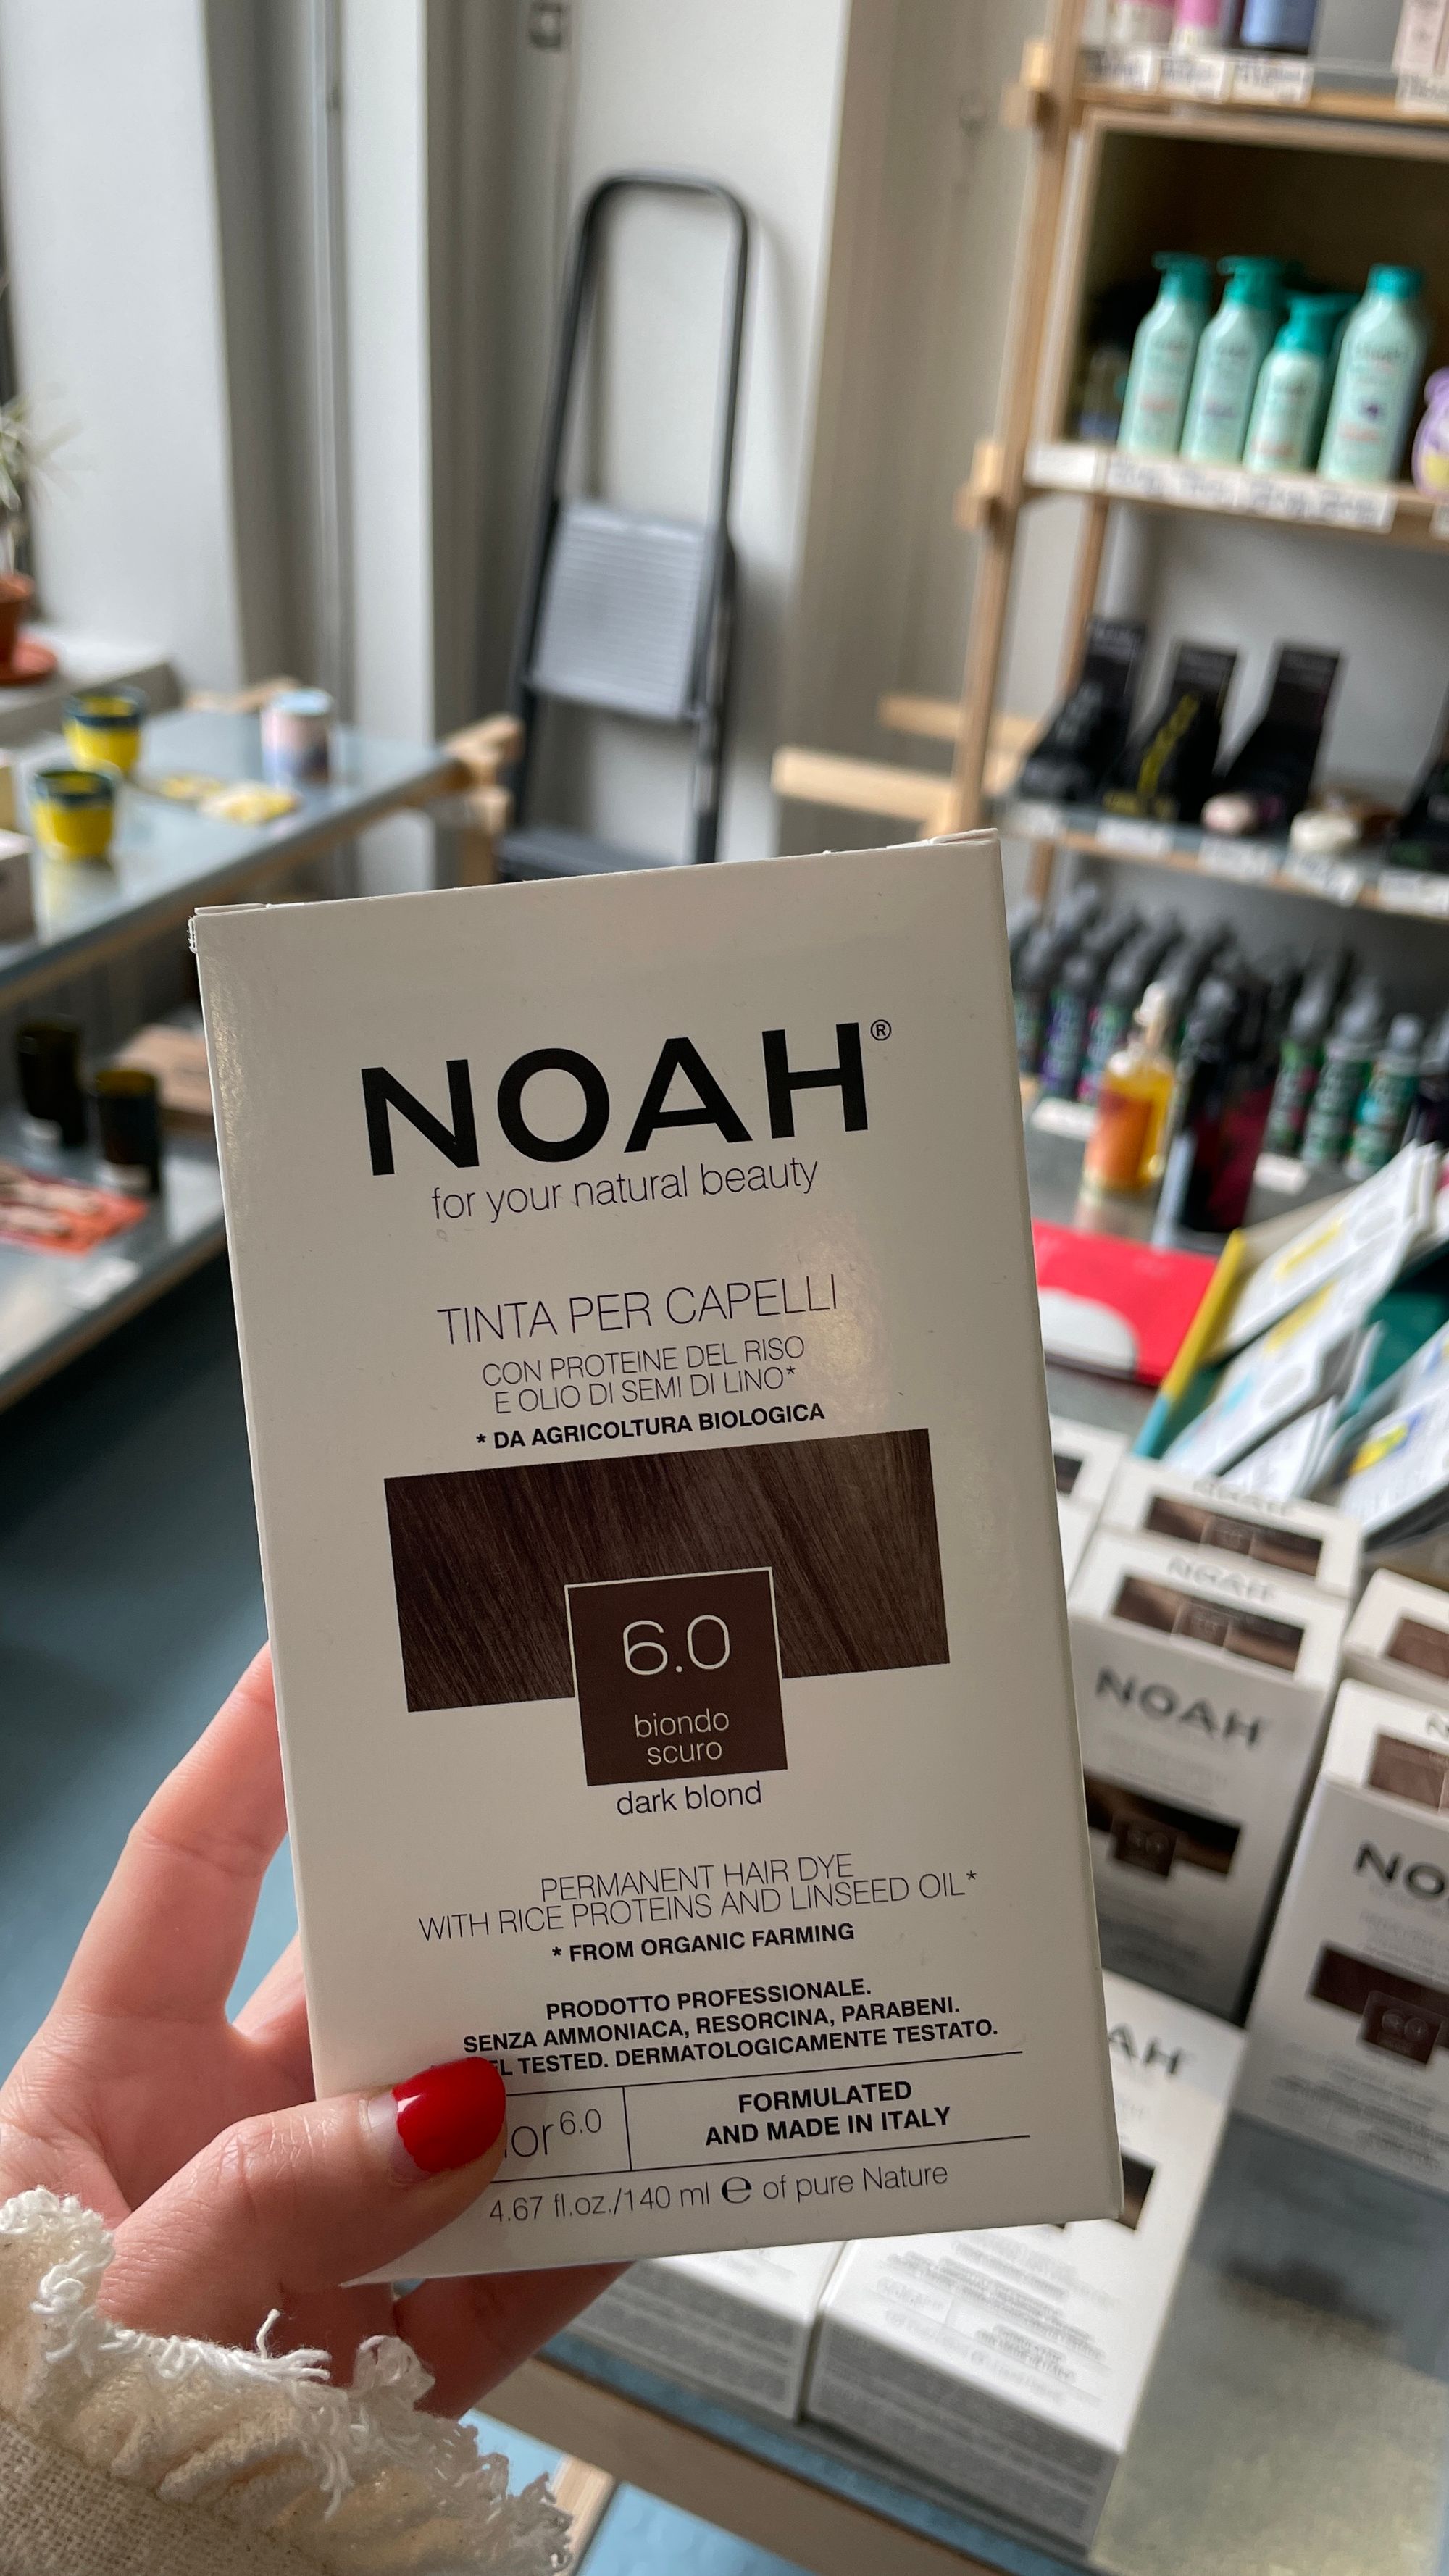 NOAH®
for your natural beauty
TINTA PER CAPELLI
CON PROTEINE DEL RISO
E OLIO DI SEMI DI LINO*
* DA AGRICOLTURA BIOLOGICA
6.0
biondo
scuro
dark blond
PERMANENT HAIR DYE
WITH RICE PROTEINS AND LINSEED OIL*
* FROM ORGANIC FARMING
PRODOTTO PROFESSIONALE.
SENZA AMMONIACA, RESORCINA, PARABENI.
TESTED. DERMATOLOGICAMENTE TESTATO.
6.0
FORMULATED
AND MADE IN ITALY
4.67 fl.oz./140 ml ℮ of pure Nature
NOAH
NOAH